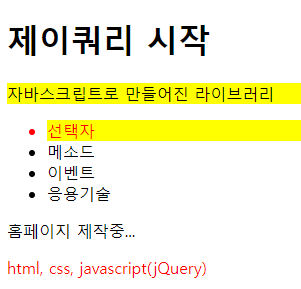 제이쿼리 시작
자바스크립트로 만들어진 라이브러리
선택자
메소드
이벤트
응용기술
홈페이지 제작중...
html, css, javascript(jQuery)